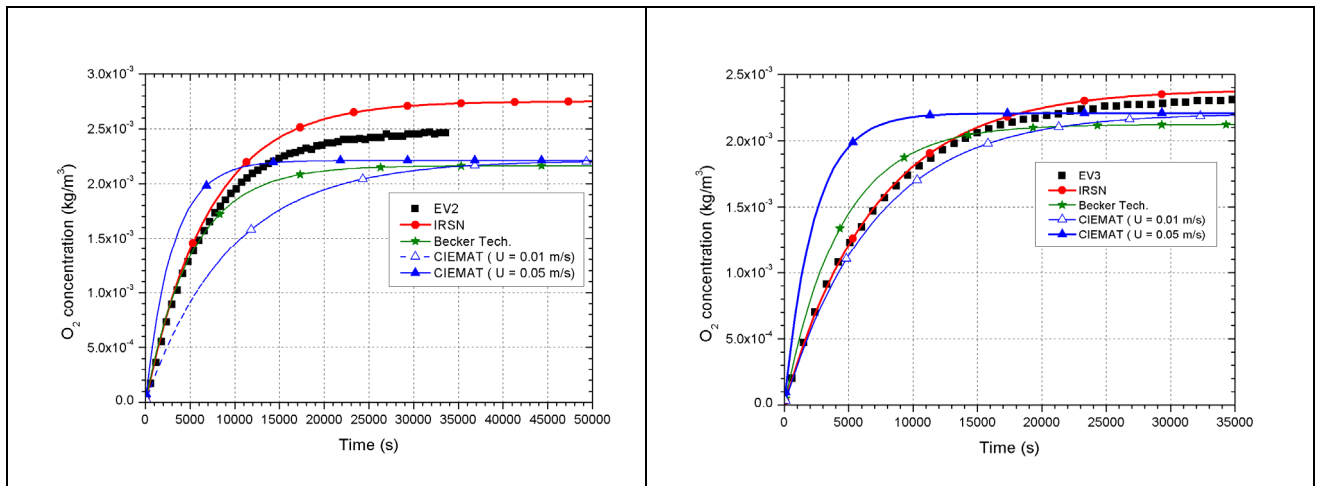 3.0x10⁻³
2.5x10⁻³
2.0x10⁻³
1.5x10⁻³
1.0x10⁻³
5.0x10⁻⁴
0.0
O₂ concentration (kg/m³)
EV2
IRSN
Becker Tech.
CIEMAT ( U = 0.01 m/s)
CIEMAT ( U = 0.05 m/s)
0 5000 10000 15000 20000 25000 30000 35000 40000 45000 50000
Time (s)
2.5x10⁻³
2.0x10⁻³
1.5x10⁻³
1.0x10⁻³
5.0x10⁻⁴
0.0
O₂ concentration (kg/m³)
EV3
IRSN
Becker Tech.
CIEMAT ( U = 0.01 m/s)
CIEMAT ( U = 0.05 m/s)
0 5000 10000 15000 20000 25000 30000 35000
Time (s)